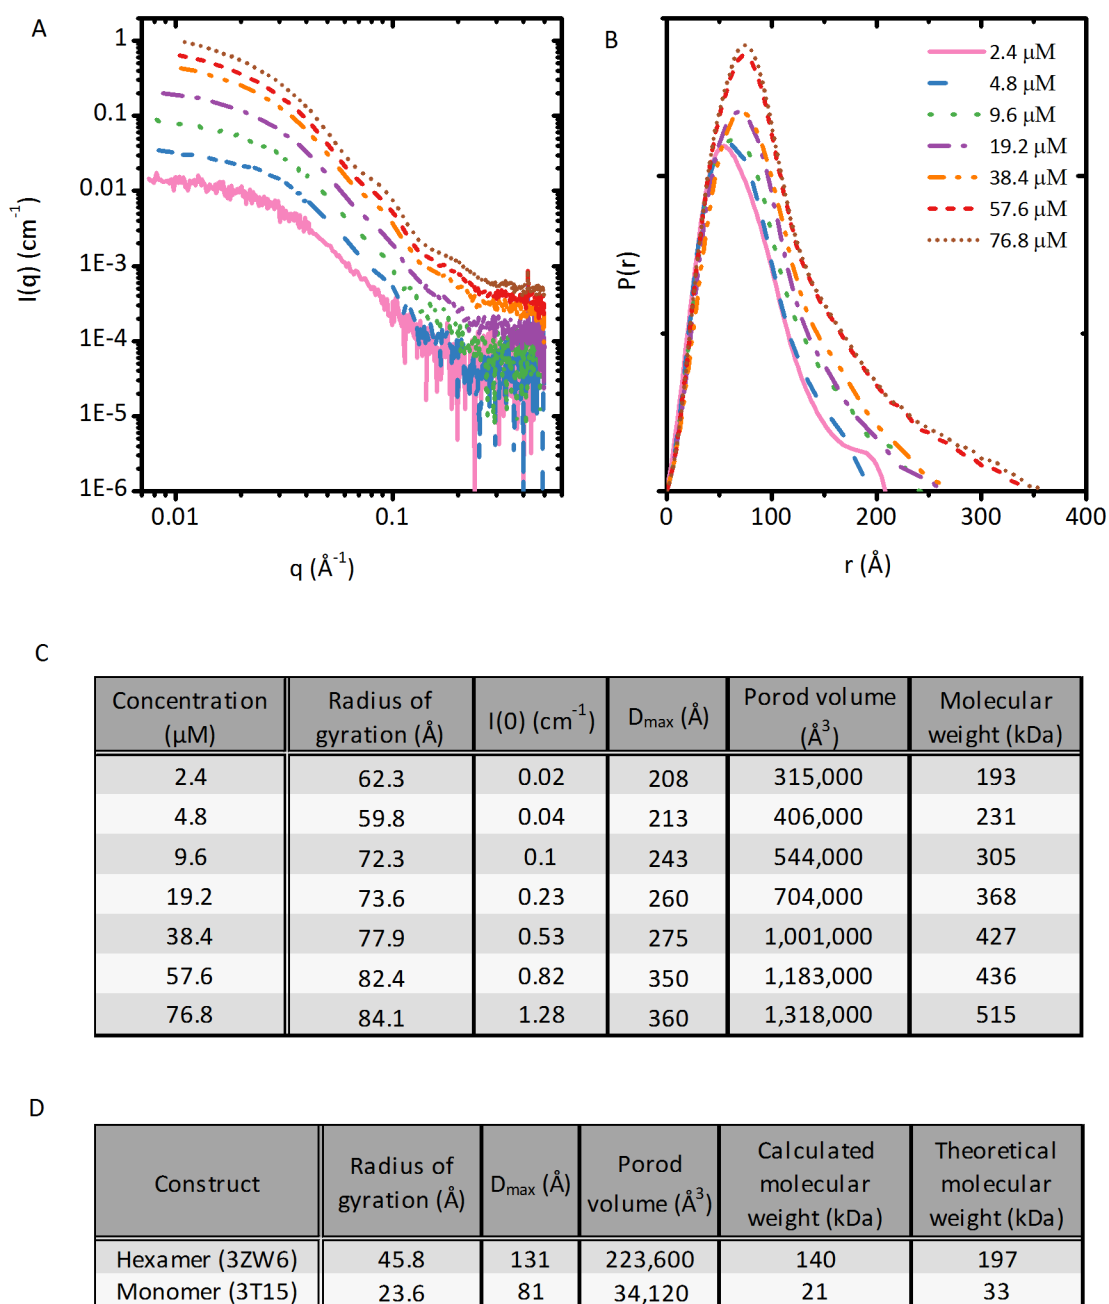 A
1
0.1
0.01
1E-3
1E-4
1E-5
1E-6
I(q) (cm⁻¹)
0.01 0.1
q (Å⁻¹)
B
P(r)
2.4 µM
4.8 µM
9.6 µM
19.2 µM
38.4 µM
57.6 µM
76.8 µM
0 100 200 300 400
r (Å)
C
Concentration (µM) Radius of gyration (Å) I(0) (cm⁻¹) Dmax (Å) Porod volume (Å³) Molecular weight (kDa)
2.4 62.3 0.02 208 315,000 193
4.8 59.8 0.04 213 406,000 231
9.6 72.3 0.1 243 544,000 305
19.2 73.6 0.23 260 704,000 368
38.4 77.9 0.53 275 1,001,000 427
57.6 82.4 0.82 350 1,183,000 436
76.8 84.1 1.28 360 1,318,000 515
D
Construct Radius of gyration (Å) Dmax (Å) Porod volume (Å³) Calculated molecular weight (kDa) Theoretical molecular weight (kDa)
Hexamer (3ZW6) 45.8 131 223,600 140 197
Monomer (3T15) 23.6 81 34,120 21 33